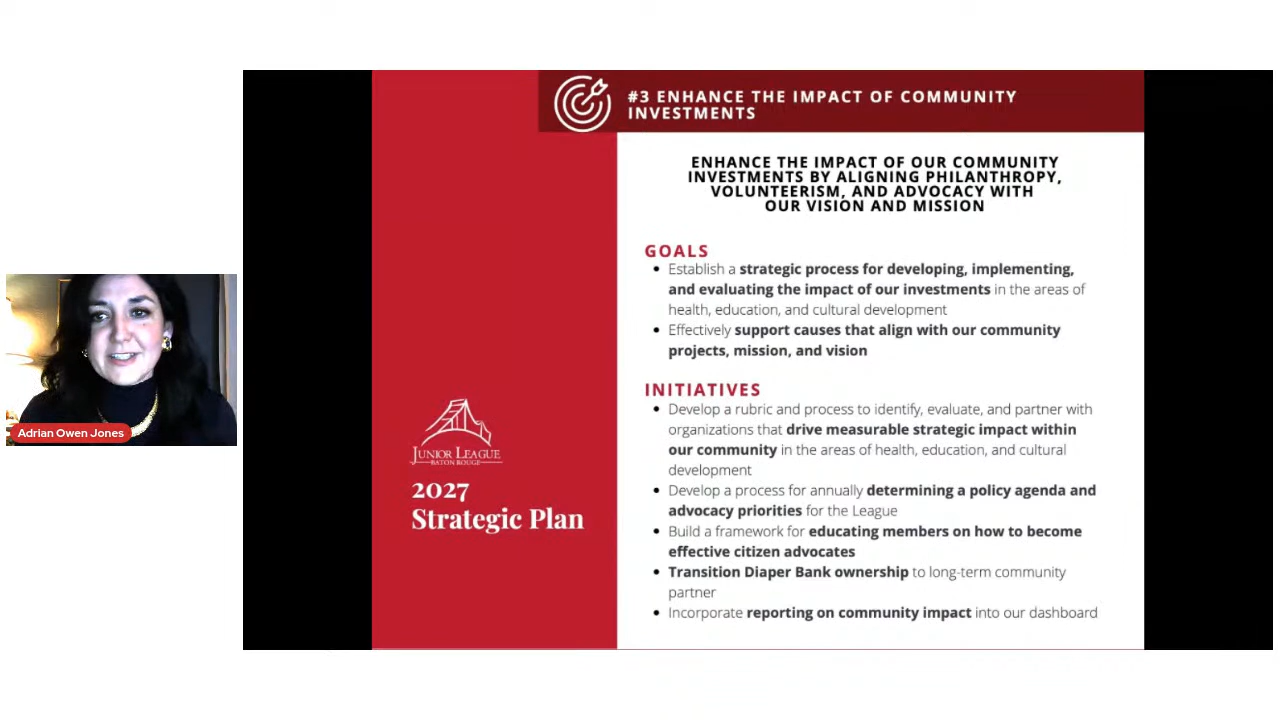 #3 ENHANCE THE IMPACT OF COMMUNITY
INVESTMENTS
ENHANCE THE IMPACT OF OUR COMMUNITY
INVESTMENTS BY ALIGNING PHILANTHROPY,
VOLUNTEERISM, AND ADVOCACY WITH
OUR VISION AND MISSION
GOALS
• Establish a strategic process for developing, implementing,
and evaluating the impact of our investments in the areas of
health, education, and cultural development
• Effectively support causes that align with our community
projects, mission, and vision
INITIATIVES
• Develop a rubric and process to identify, evaluate, and partner with
organizations that drive measurable strategic impact within
our community in the areas of health, education, and cultural
development
• Develop a process for annually determining a policy agenda and
advocacy priorities for the League
• Build a framework for educating members on how to become
effective citizen advocates
• Transition Diaper Bank ownership to long-term community
partner
• Incorporate reporting on community impact into our dashboard
JUNIOR LEAGUE
BATON ROUGE
2027
Strategic Plan
Adrian Owen Jones